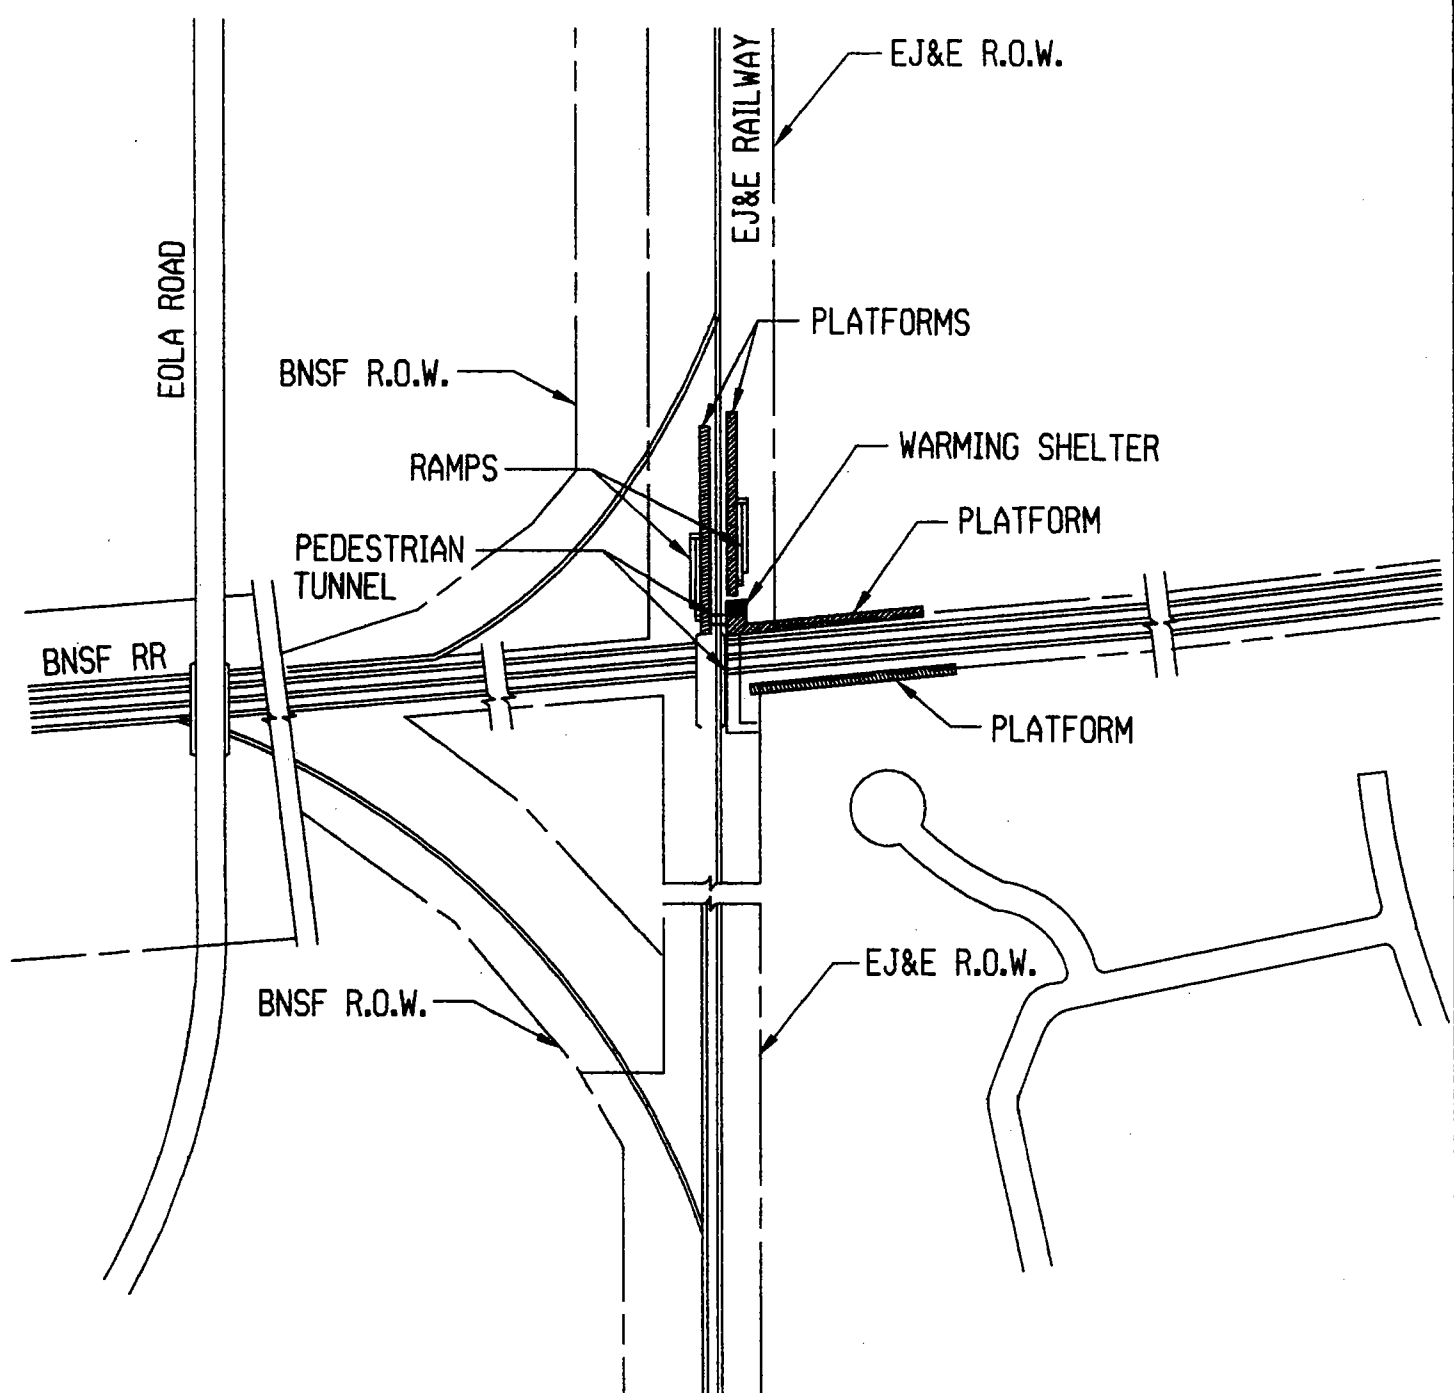 EJ&E R.O.W.
EJ&E RAILWAY
EOLA ROAD
PLATFORMS
BNSF R.O.W.
WARMING SHELTER
RAMPS
PLATFORM
PEDESTRIAN
TUNNEL
BNSF RR
PLATFORM
EJ&E R.O.W.
BNSF R.O.W.